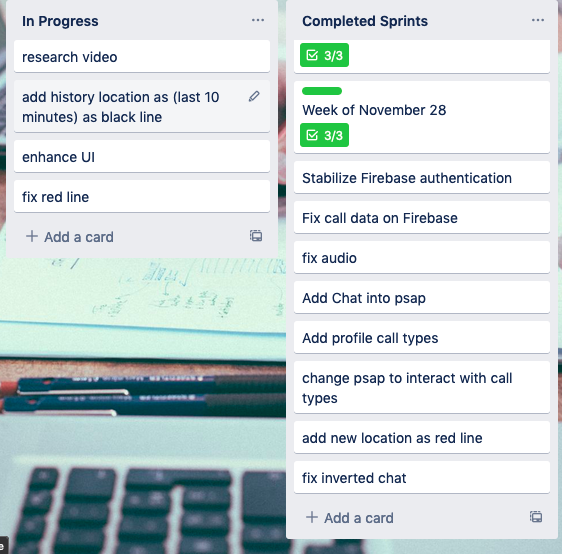 In Progress
research video
add history location as (last 10
minutes) as black line
enhance UI
fix red line
+ Add a card
Completed Sprints
3/3
Week of November 28
3/3
Stabilize Firebase authentication
Fix call data on Firebase
fix audio
Add Chat into psap
Add profile call types
change psap to interact with call
types
add new location as red line
fix inverted chat
+ Add a card